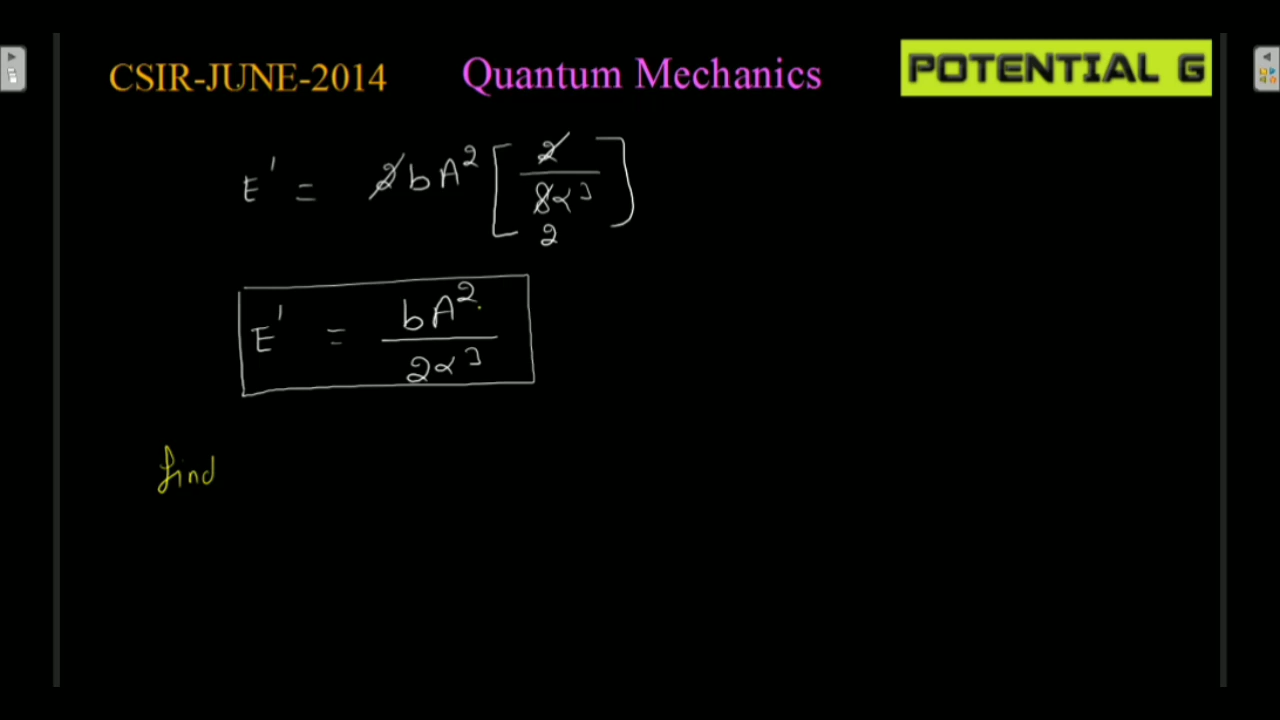 CSIR-JUNE-2014 Quantum Mechanics POTENTIAL G
E' = 2bA² [ 2 / 8α³ ]
2
E' = bA² / 2α³
find